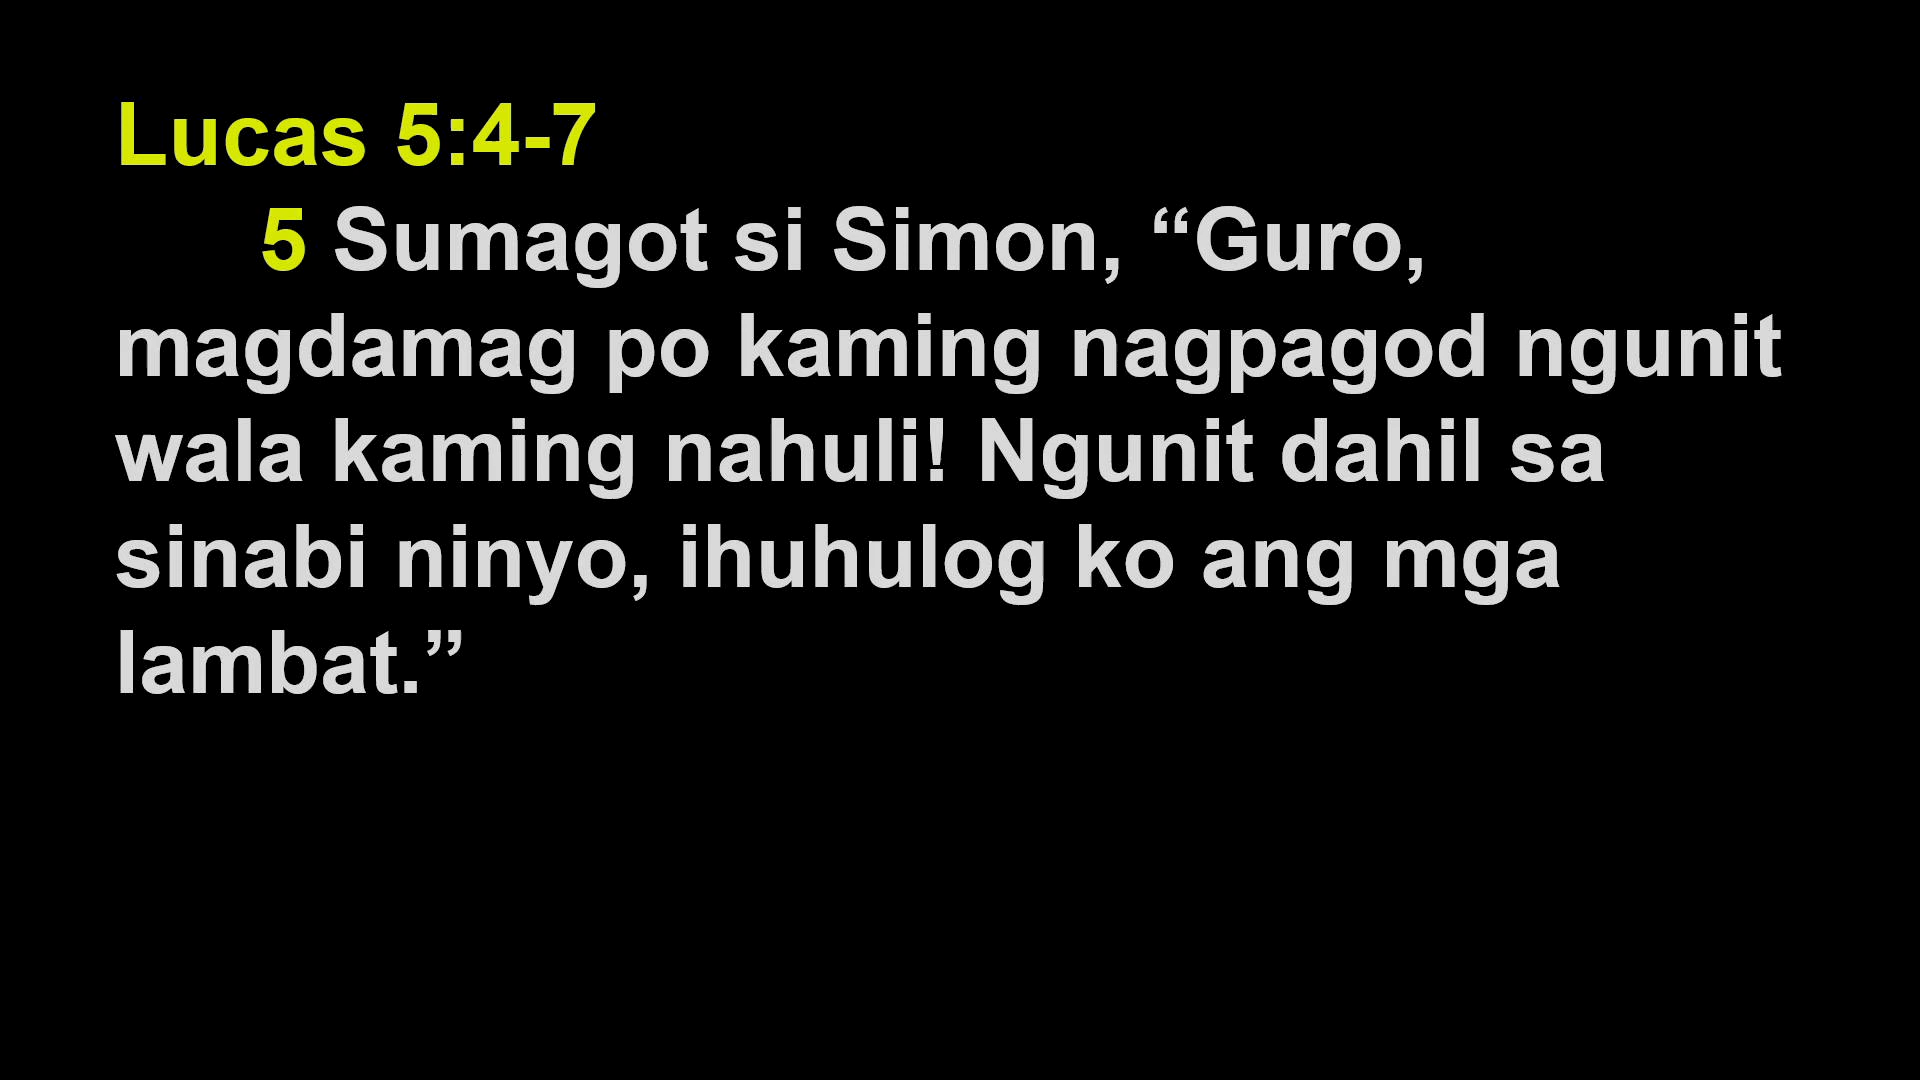 Lucas 5:4-7
5 Sumagot si Simon, “Guro,
magdamag po kaming nagpagod ngunit
wala kaming nahuli! Ngunit dahil sa
sinabi ninyo, ihuhulog ko ang mga
lambat.”